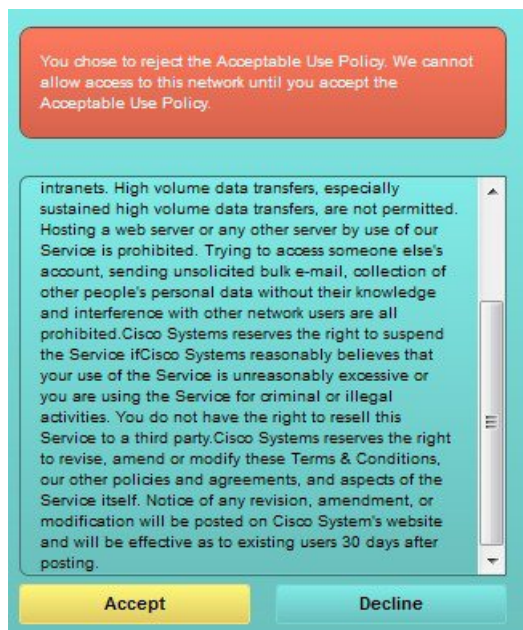 You chose to reject the Acceptable Use Policy. We cannot
allow access to this network until you accept the
Acceptable Use Policy.
intranets. High volume data transfers, especially
sustained high volume data transfers, are not permitted.
Hosting a web server or any other server by use of our
Service is prohibited. Trying to access someone else's
account, sending unsolicited bulk e-mail, collection of
other people's personal data without their knowledge
and interference with other network users are all
prohibited.Cisco Systems reserves the right to suspend
the Service ifCisco Systems reasonably believes that
your use of the Service is unreasonably excessive or
you are using the Service for criminal or illegal
activities. You do not have the right to resell this
Service to a third party.Cisco Systems reserves the right
to revise, amend or modify these Terms & Conditions,
our other policies and agreements, and aspects of the
Service itself. Notice of any revision, amendment, or
modification will be posted on Cisco System's website
and will be effective as to existing users 30 days after
posting.
Accept
Decline